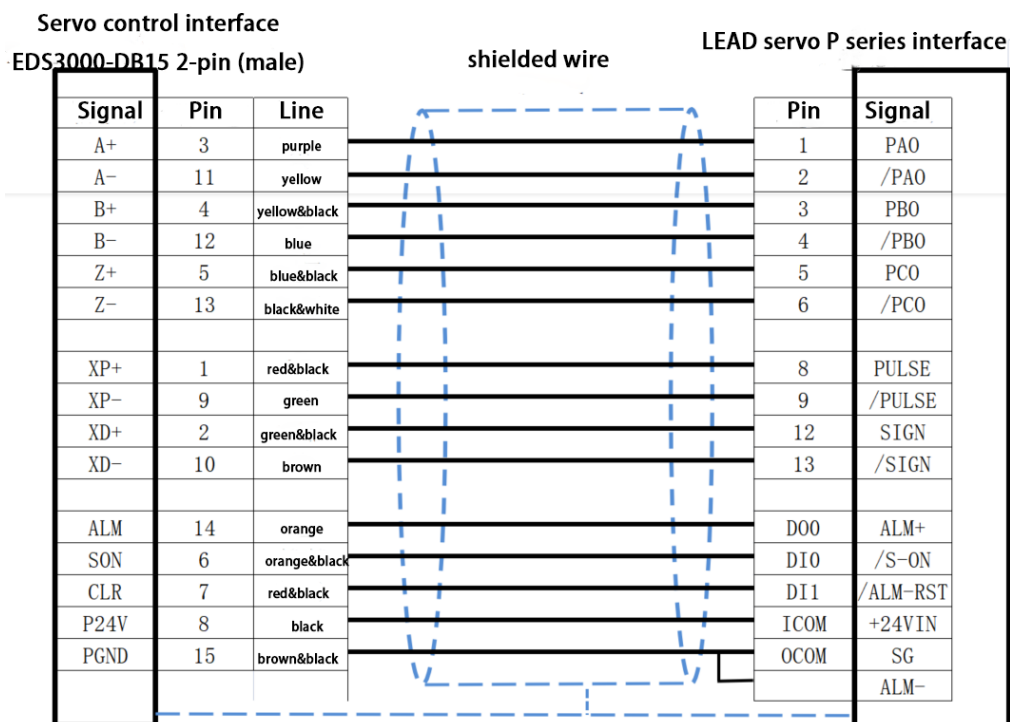 Servo control interface
EDS3000-DB15 2-pin (male)
shielded wire
LEAD servo P series interface
Signal Pin Line Pin Signal
A+ 3 purple 1 PAO
A- 11 yellow 2 /PAO
B+ 4 yellow&black 3 PBO
B- 12 blue 4 /PBO
Z+ 5 blue&black 5 PCO
Z- 13 black&white 6 /PCO
XP+ 1 red&black 8 PULSE
XP- 9 green 9 /PULSE
XD+ 2 green&black 12 SIGN
XD- 10 brown 13 /SIGN
ALM 14 orange DO0 ALM+
SON 6 orange&black DI0 /S-ON
CLR 7 red&black DI1 /ALM-RST
P24V 8 black ICOM +24VIN
PGND 15 brown&black OCOM SG
ALM-